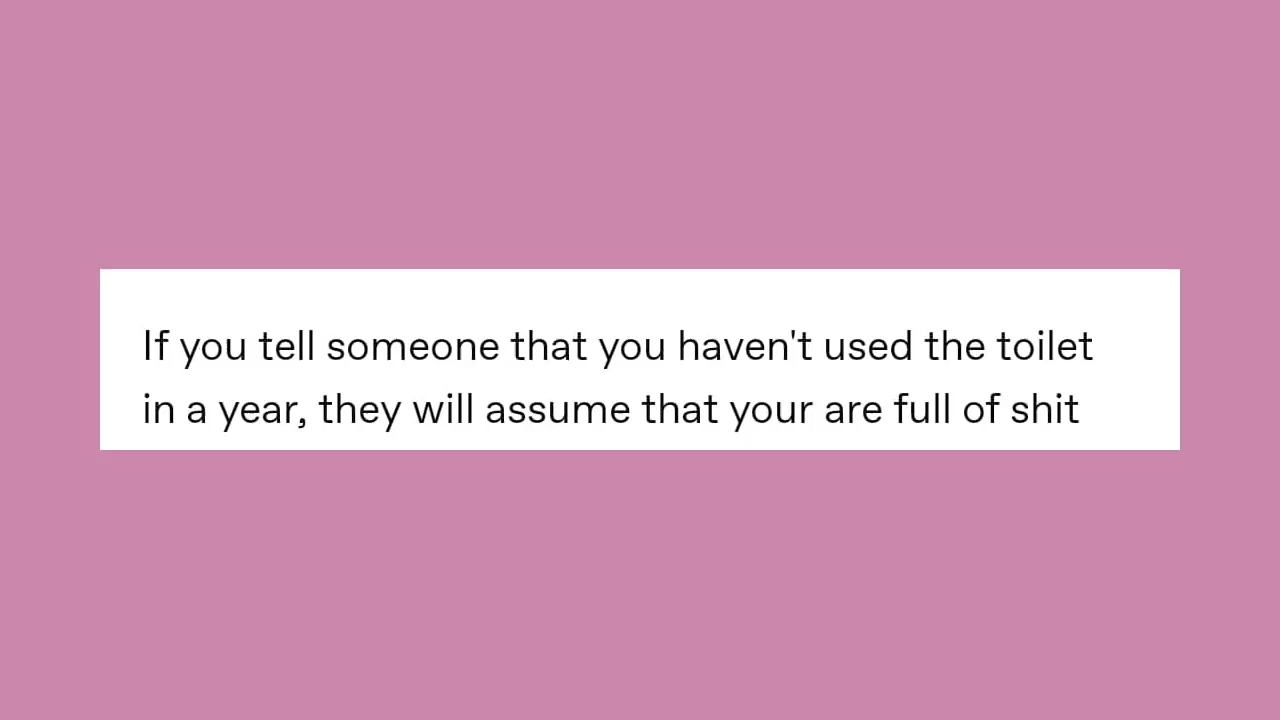 If you tell someone that you haven't used the toilet
in a year, they will assume that your are full of shit